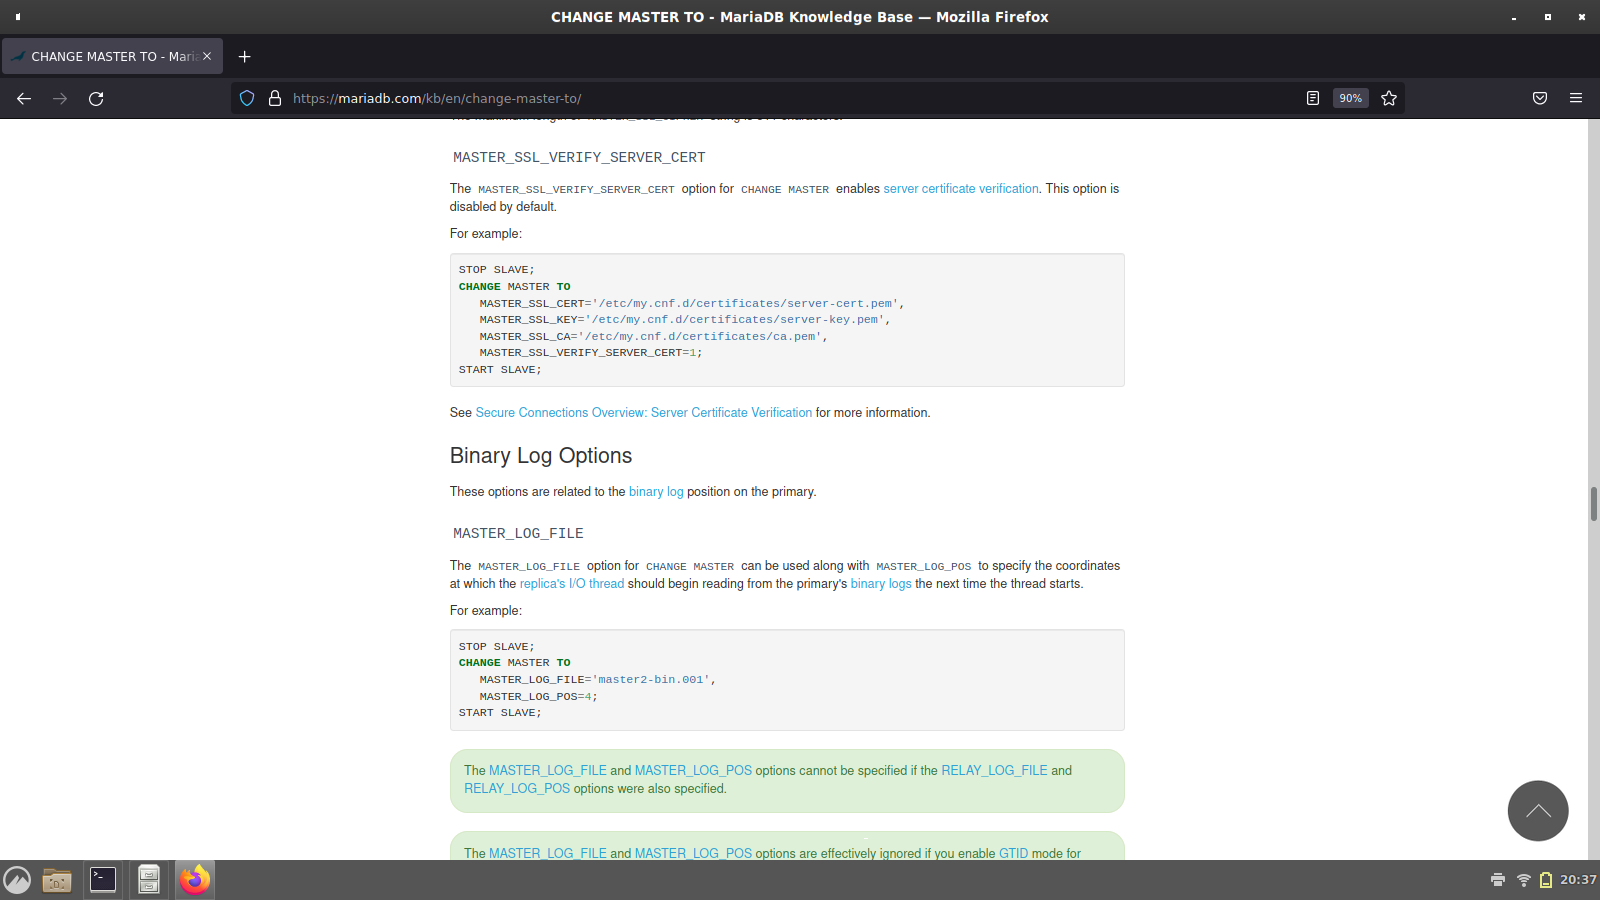 CHANGE MASTER TO - MariaDB Knowledge Base — Mozilla Firefox
CHANGE MASTER TO - Maria
https://mariadb.com/kb/en/change-master-to/
90%
MASTER_SSL_VERIFY_SERVER_CERT
The MASTER_SSL_VERIFY_SERVER_CERT option for CHANGE MASTER enables server certificate verification. This option is
disabled by default.
For example:
STOP SLAVE;
CHANGE MASTER TO
MASTER_SSL_CERT='/etc/my.cnf.d/certificates/server-cert.pem',
MASTER_SSL_KEY='/etc/my.cnf.d/certificates/server-key.pem',
MASTER_SSL_CA='/etc/my.cnf.d/certificates/ca.pem',
MASTER_SSL_VERIFY_SERVER_CERT=1;
START SLAVE;
See Secure Connections Overview: Server Certificate Verification for more information.
Binary Log Options
These options are related to the binary log position on the primary.
MASTER_LOG_FILE
The MASTER_LOG_FILE option for CHANGE MASTER can be used along with MASTER_LOG_POS to specify the coordinates
at which the replica's I/O thread should begin reading from the primary's binary logs the next time the thread starts.
For example:
STOP SLAVE;
CHANGE MASTER TO
MASTER_LOG_FILE='master2-bin.001',
MASTER_LOG_POS=4;
START SLAVE;
The MASTER_LOG_FILE and MASTER_LOG_POS options cannot be specified if the RELAY_LOG_FILE and
RELAY_LOG_POS options were also specified.
The MASTER_LOG_FILE and MASTER_LOG_POS options are effectively ignored if you enable GTID mode for
20:37